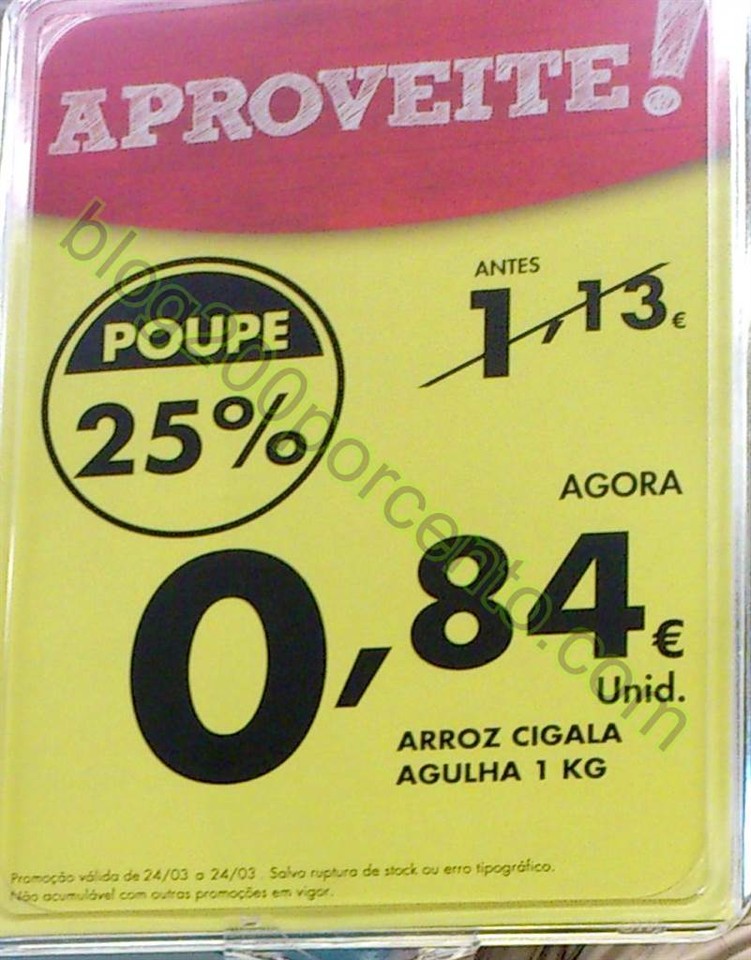 APROVEITE!
POUPE
25%
ANTES
1,13€
AGORA
0,84€
Unid.
ARROZ CIGALA
AGULHA 1 KG
Promoção válida de 24/03 a 24/03 . Salvo ruptura de stock ou erro tipográfico.
Não acumulável com outras promoções em vigor.
blog200porcento.com